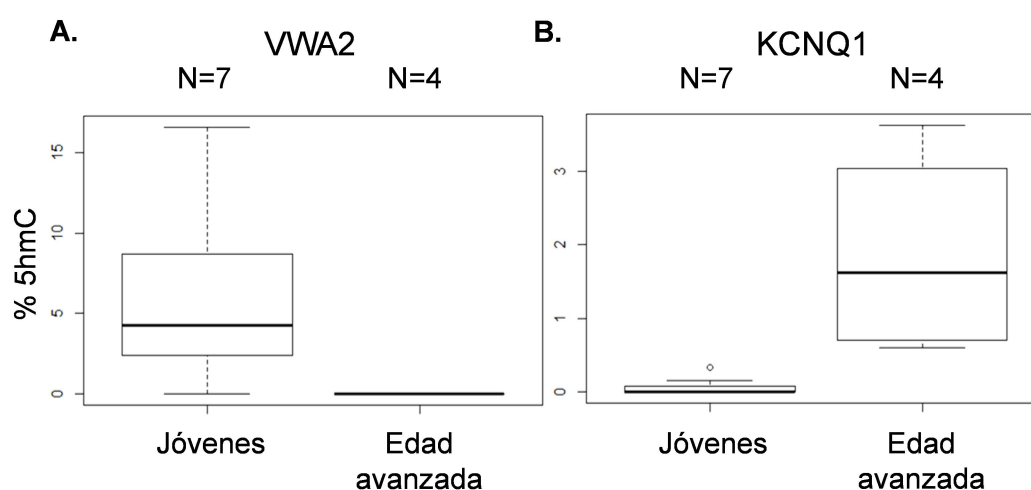 A.
VWA2
N=7 N=4
% 5hmC
15
10
5
0
Jóvenes Edad
avanzada
B.
KCNQ1
N=7 N=4
3
2
1
0
Jóvenes Edad
avanzada